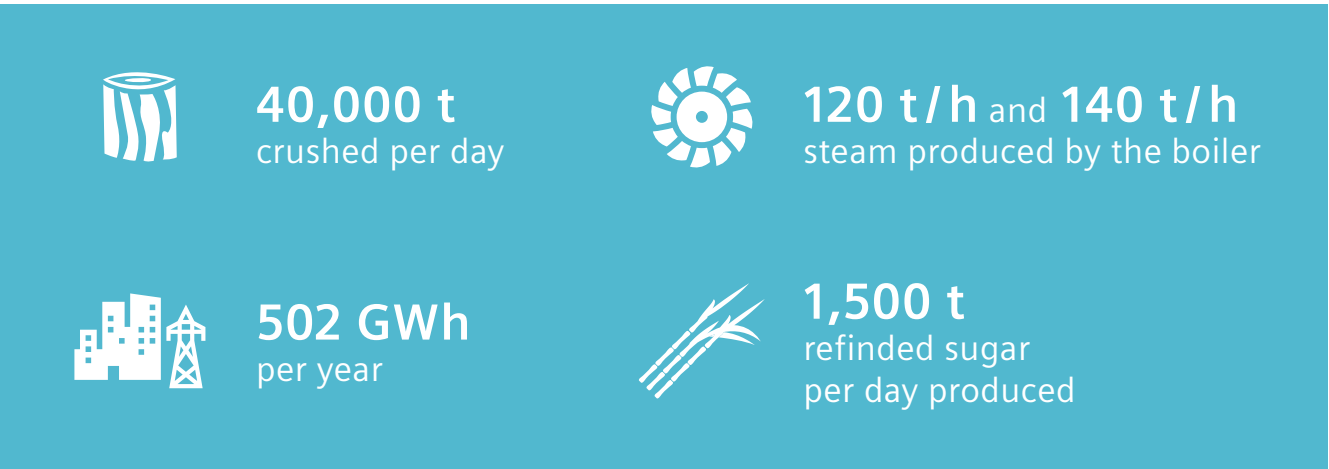 40,000 t
crushed per day
120 t/h and 140 t/h
steam produced by the boiler
502 GWh
per year
1,500 t
refinded sugar
per day produced